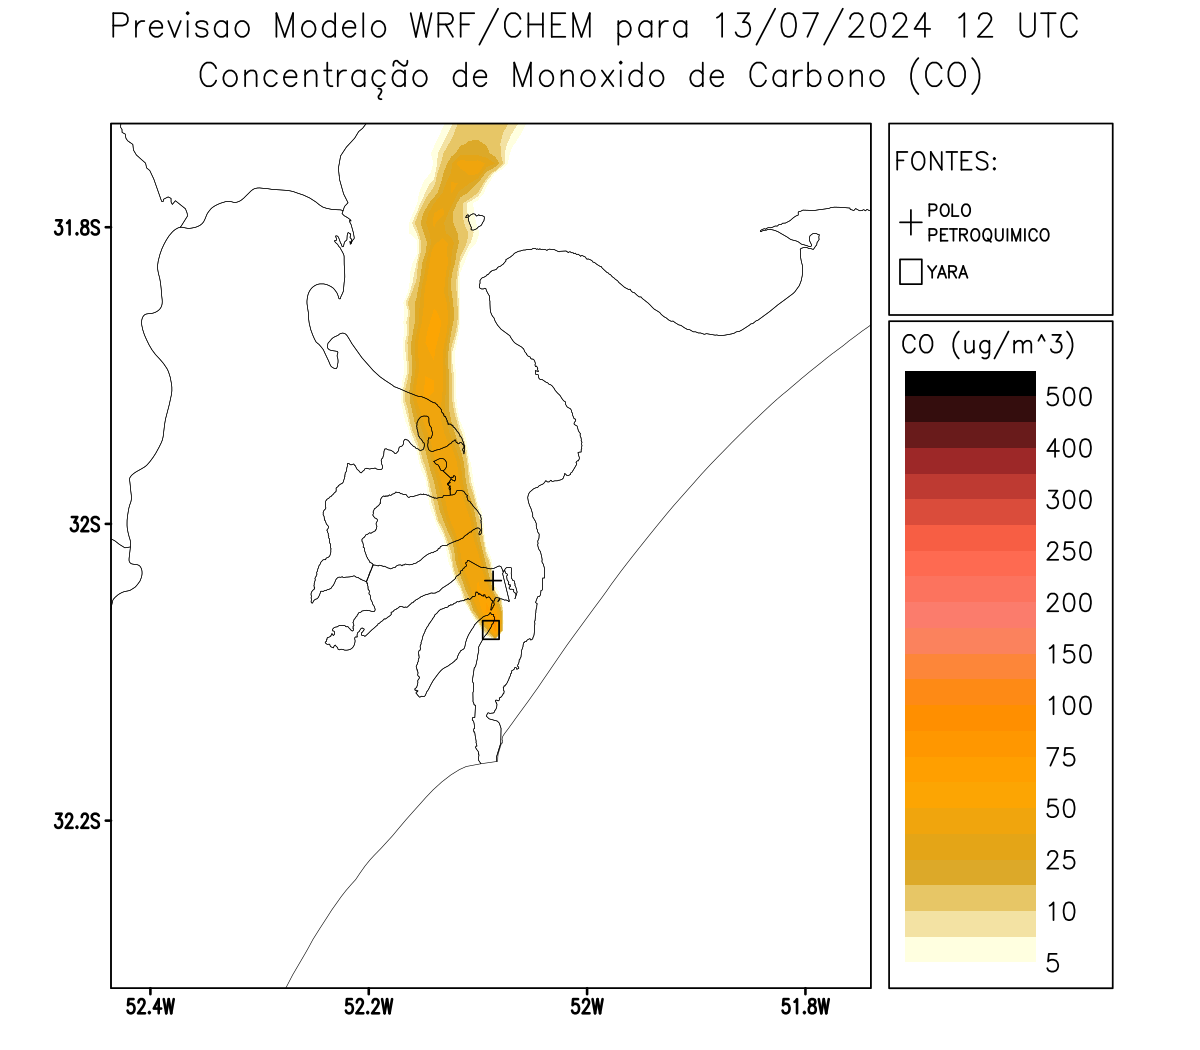 Previsao Modelo WRF/CHEM para 13/07/2024 12 UTC
Concentração de Monoxido de Carbono (CO)
FONTES:
POLO
PETROQUIMICO
YARA
CO (ug/m^3)
500
400
300
250
200
150
100
75
50
25
10
5
31.8S
32S
32.2S
52.4W
52.2W
52W
51.8W